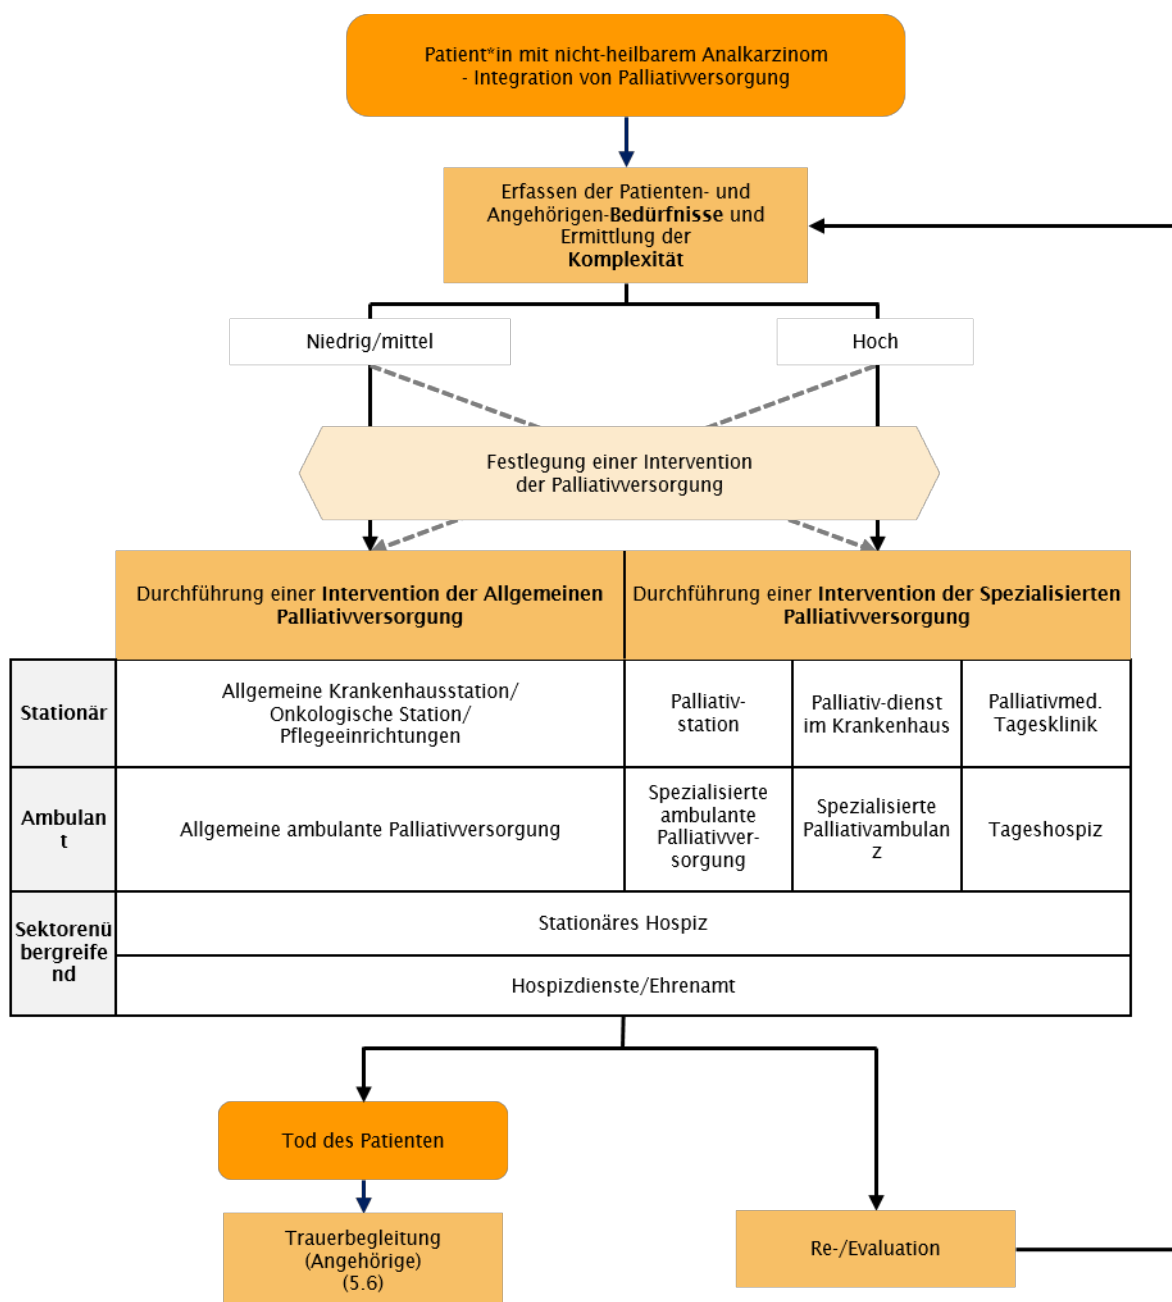 Patient*in mit nicht-heilbarem Analkarzinom
- Integration von Palliativversorgung
Erfassen der Patienten- und
Angehörigen-Bedürfnisse und
Ermittlung der
Komplexität
Niedrig/mittel
Hoch
Festlegung einer Intervention
der Palliativversorgung
Durchführung einer Intervention der Allgemeinen
Palliativversorgung
Durchführung einer Intervention der Spezialisierten
Palliativversorgung
Stationär
Allgemeine Krankenhausstation/
Onkologische Station/
Pflegeeinrichtungen
Palliativ-
station
Palliativ-dienst
im Krankenhaus
Palliativmed.
Tagesklinik
Ambulan
t
Allgemeine ambulante Palliativversorgung
Spezialisierte
ambulante
Palliativver-
sorgung
Spezialisierte
Palliativambulan
z
Tageshospiz
Sektorenü
bergreife
nd
Stationäres Hospiz
Hospizdienste/Ehrenamt
Tod des Patienten
Trauerbegleitung
(Angehörige)
(5.6)
Re-/Evaluation